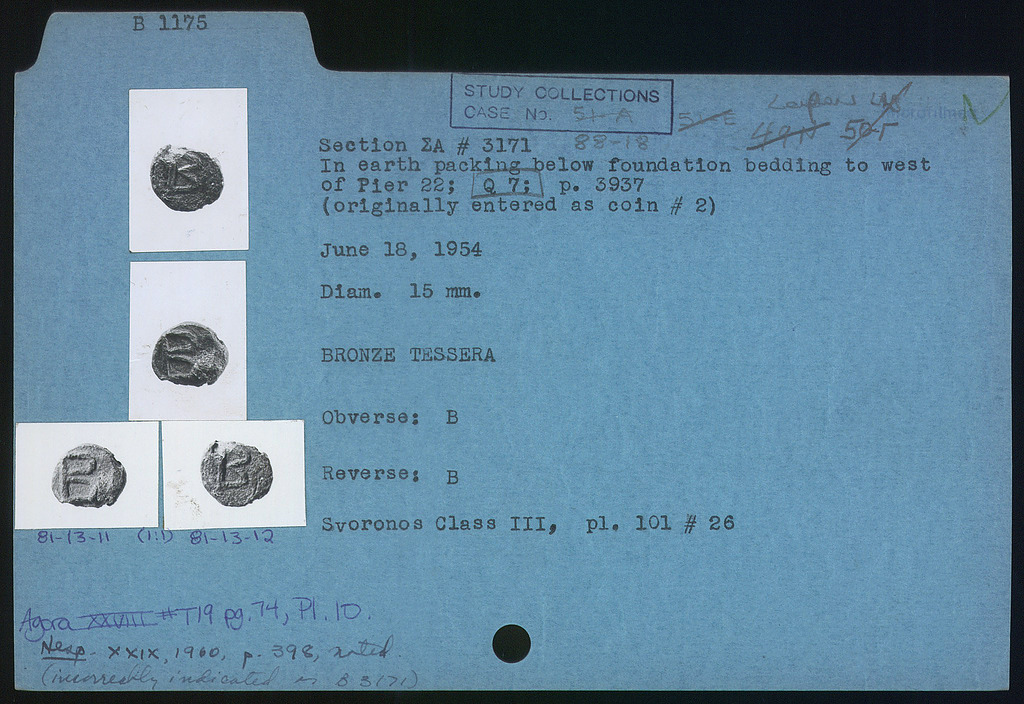 B 1175
STUDY COLLECTIONS
CASE No. 51-A
51-E
49N 50-5
88-18
Section ΣA # 3171
In earth packing below foundation bedding to west
of Pier 22; Q 7; p. 3937
(originally entered as coin # 2)
June 18, 1954
Diam. 15 mm.
BRONZE TESSERA
Obverse: B
Reverse: B
Svoronos Class III, pl. 101 # 26
81-13-11 (1:1) 81-13-12
Agora XXVIII #T19 pg. 74, Pl. 10.
Hesp. XXIX, 1960, p. 398, noted
(incorrectly indicated as B 3171)